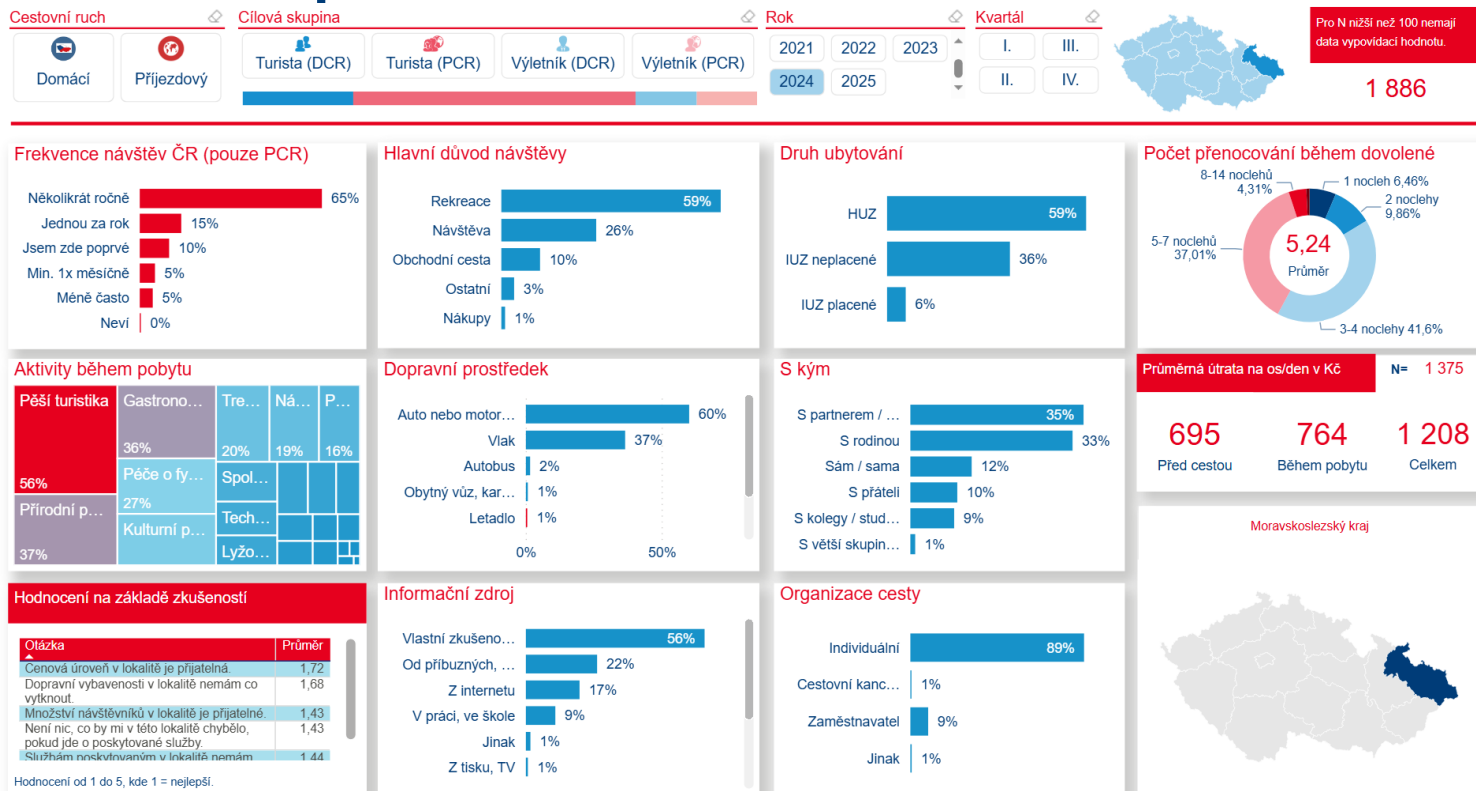 Cestovní ruch
Domácí
Příjezdový
Cílová skupina
Turista (DCR)
Turista (PCR)
Výletník (DCR)
Výletník (PCR)
Rok
2021
2022
2023
2024
2025
Kvartál
I.
III.
II.
IV.
Pro N nižší než 100 nemají
data vypovídací hodnotu.
1 886
Frekvence návštěv ČR (pouze PCR)
Několikrát ročně 65%
Jednou za rok 15%
Jsem zde poprvé 10%
Min. 1x měsíčně 5%
Méně často 5%
Neví 0%
Hlavní důvod návštěvy
Rekreace 59%
Návštěva 26%
Obchodní cesta 10%
Ostatní 3%
Nákupy 1%
Druh ubytování
HUZ 59%
IUZ neplacené 36%
IUZ placené 6%
Počet přenocování během dovolené
8-14 noclehů
4,31%
1 nocleh 6,46%
2 noclehy
9,86%
5-7 noclehů
37,01%
5,24
Průměr
3-4 noclehy 41,6%
Aktivity během pobytu
Pěší turistika
56%
Přírodní p...
37%
Gastrono...
36%
Péče o fy...
27%
Kulturní p...
Tre...
20%
Ná...
19%
P...
16%
Spol...
Tech...
Lyžo...
Dopravní prostředek
Auto nebo motor... 60%
Vlak 37%
Autobus 2%
Obytný vůz, kar... 1%
Letadlo 1%
0% 50%
S kým
S partnerem / ... 35%
S rodinou 33%
Sám / sama 12%
S přáteli 10%
S kolegy / stud... 9%
S větší skupin... 1%
Průměrná útrata na os/den v Kč
N= 1 375
695
Před cestou
764
Během pobytu
1 208
Celkem
Moravskoslezský kraj
Hodnocení na základě zkušeností
Otázka Průměr
Cenová úroveň v lokalitě je přijatelná. 1,72
Dopravní vybavenosti v lokalitě nemám co 1,68
vytknout.
Množství návštěvníků v lokalitě je přijatelné. 1,43
Není nic, co by mi v této lokalitě chybělo, 1,43
pokud jde o poskytované služby.
Službám poskytovaným v lokalitě nemám 1,44
Hodnocení od 1 do 5, kde 1 = nejlepší.
Informační zdroj
Vlastní zkušeno... 56%
Od příbuzných, ... 22%
Z internetu 17%
V práci, ve škole 9%
Jinak 1%
Z tisku, TV 1%
Organizace cesty
Individuální 89%
Cestovní kanc... 1%
Zaměstnavatel 9%
Jinak 1%